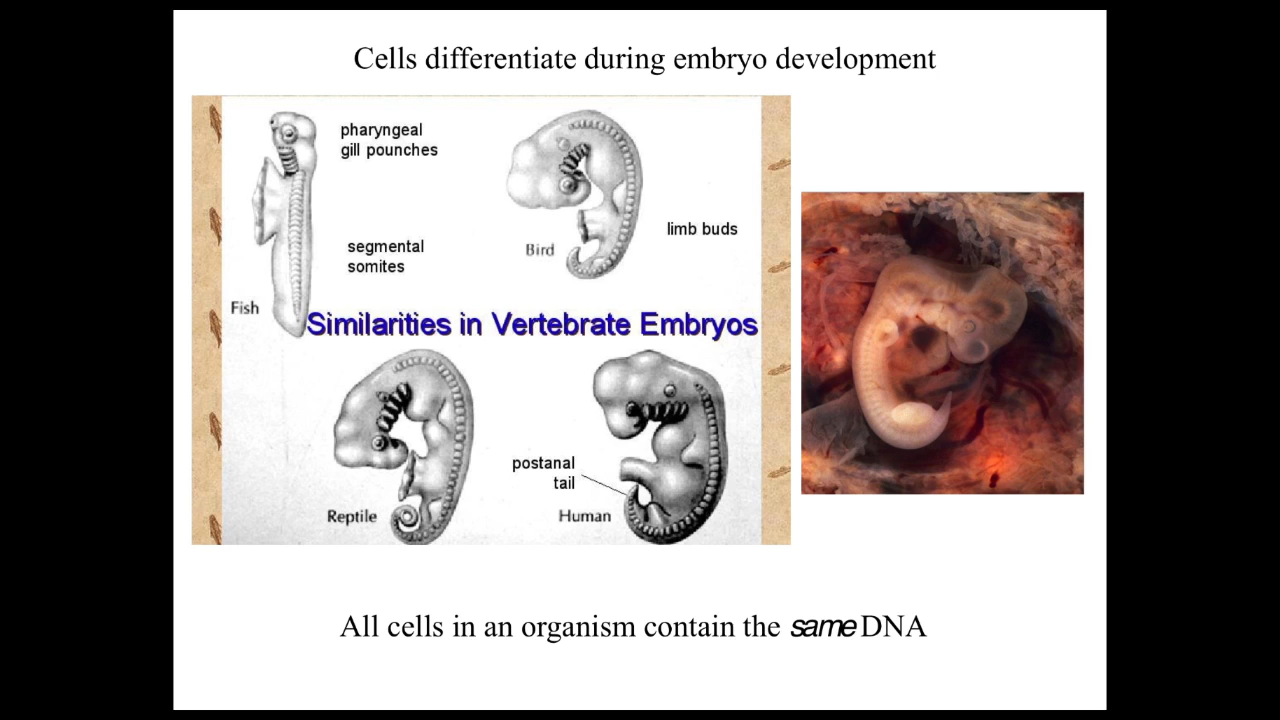 Cells differentiate during embryo development
pharyngeal
gill pounches
segmental
somites
Fish
Bird
limb buds
Similarities in Vertebrate Embryos
Reptile
postanal
tail
Human
All cells in an organism contain the same DNA